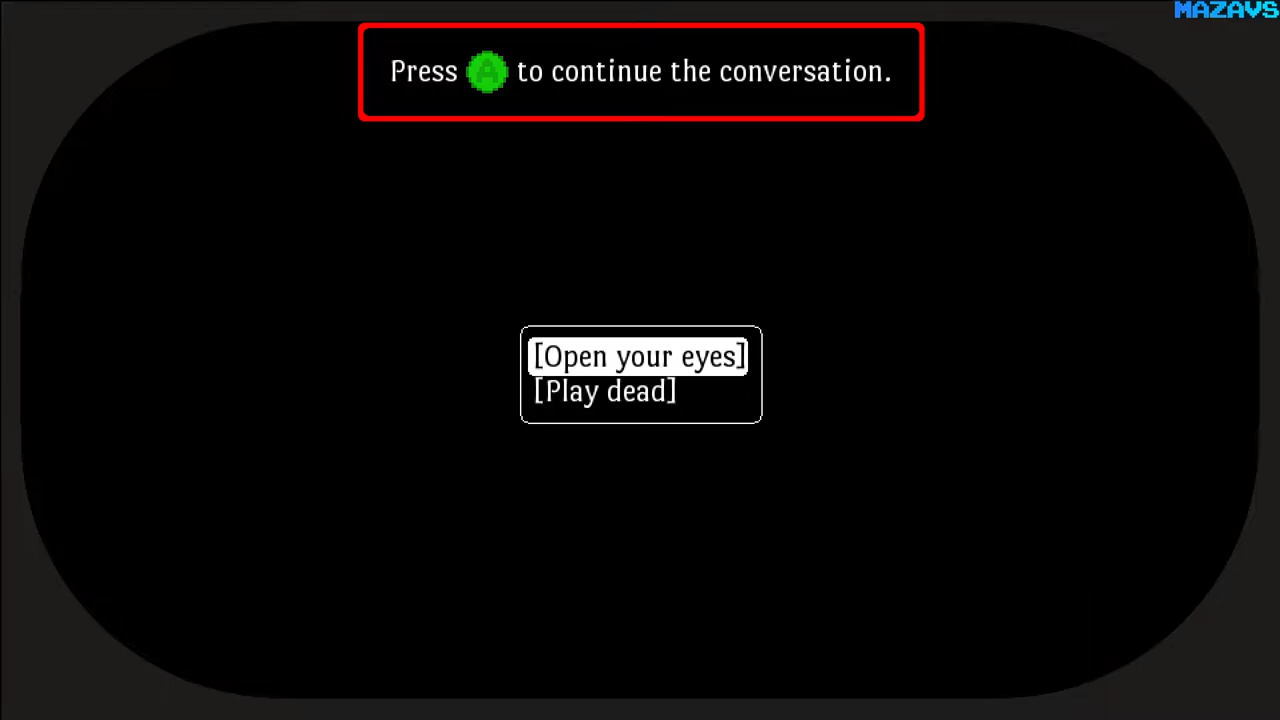 MAZAVS
Press A to continue the conversation.
[Open your eyes]
[Play dead]